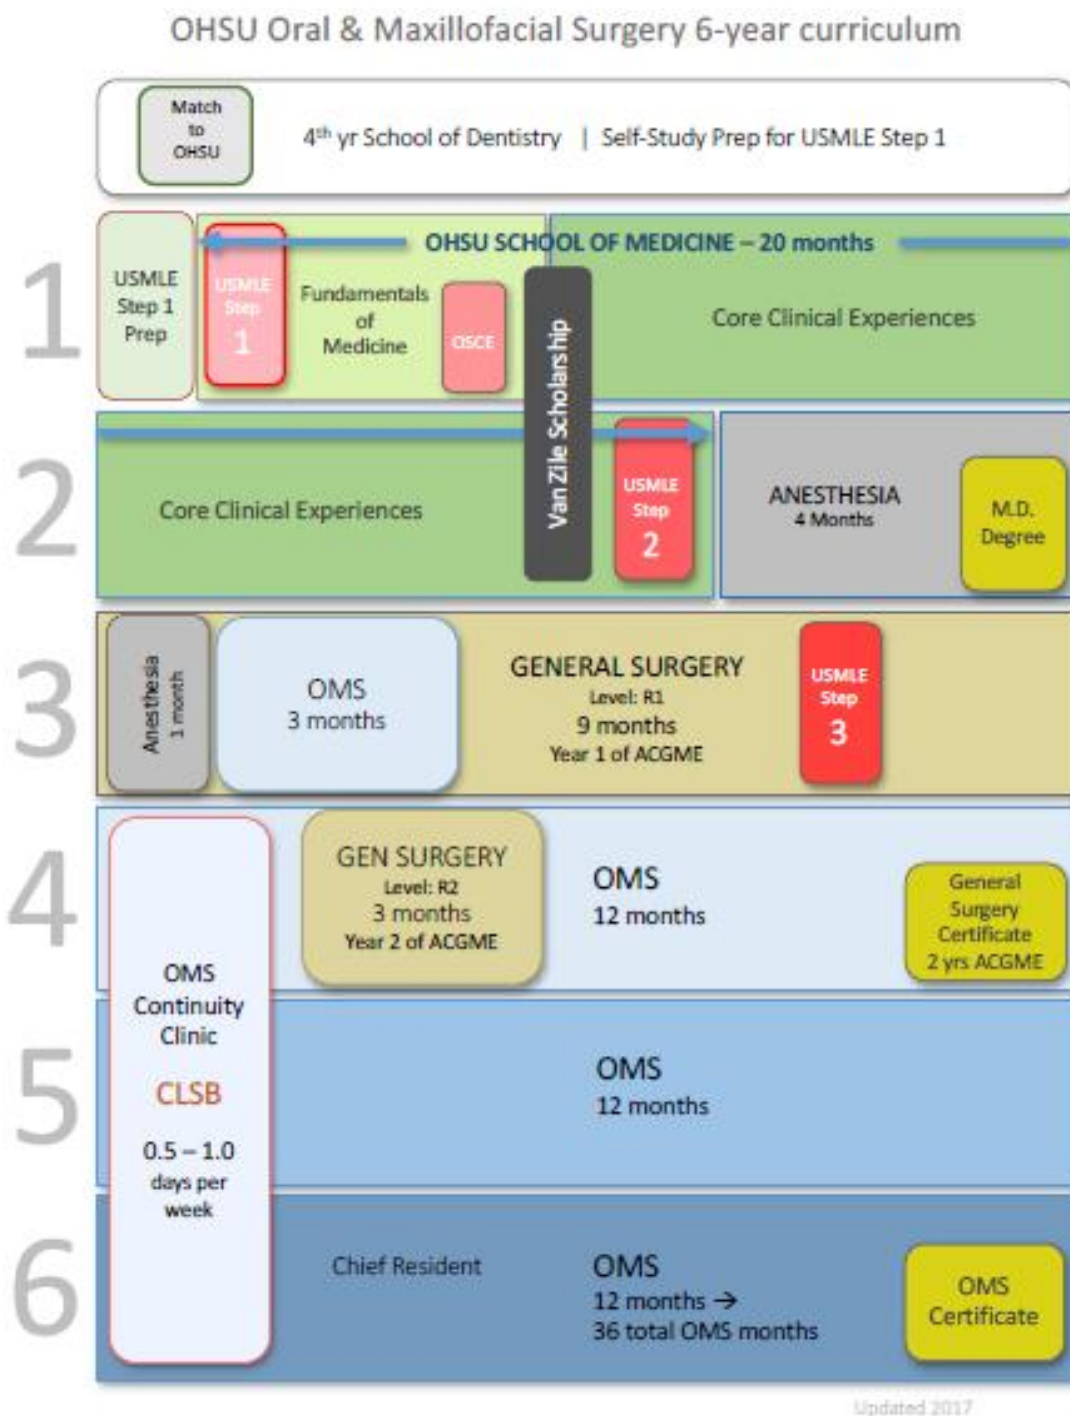 OHSU Oral & Maxillofacial Surgery 6-year curriculum
Match
to
OHSU
4th yr School of Dentistry | Self-Study Prep for USMLE Step 1
1
USMLE
Step 1
Prep
OHSU SCHOOL OF MEDICINE – 20 months
USMLE
Step
1
Fundamentals
of
Medicine
OSCE
Van Zile Scholarship
Core Clinical Experiences
2
Core Clinical Experiences
USMLE
Step
2
ANESTHESIA
4 Months
M.D.
Degree
3
Anesthesia
1 month
OMS
3 months
GENERAL SURGERY
Level: R1
9 months
Year 1 of ACGME
USMLE
Step
3
4
GEN SURGERY
Level: R2
3 months
Year 2 of ACGME
OMS
12 months
General
Surgery
Certificate
2 yrs ACGME
OMS
Continuity
Clinic
CLSB
0.5 – 1.0
days per
week
5
OMS
12 months
6
Chief Resident
OMS
12 months →
36 total OMS months
OMS
Certificate
Updated 2017